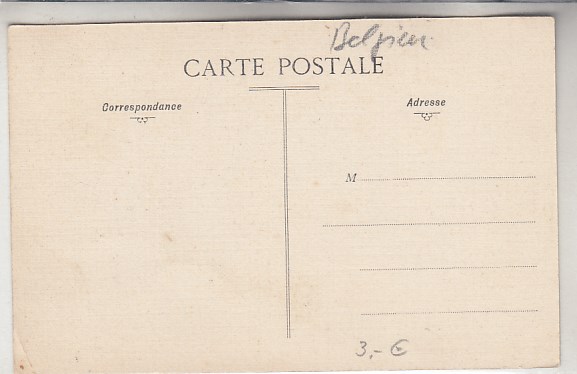 Belgien
CARTE POSTALE
Correspondance
Adresse
M
3,- €